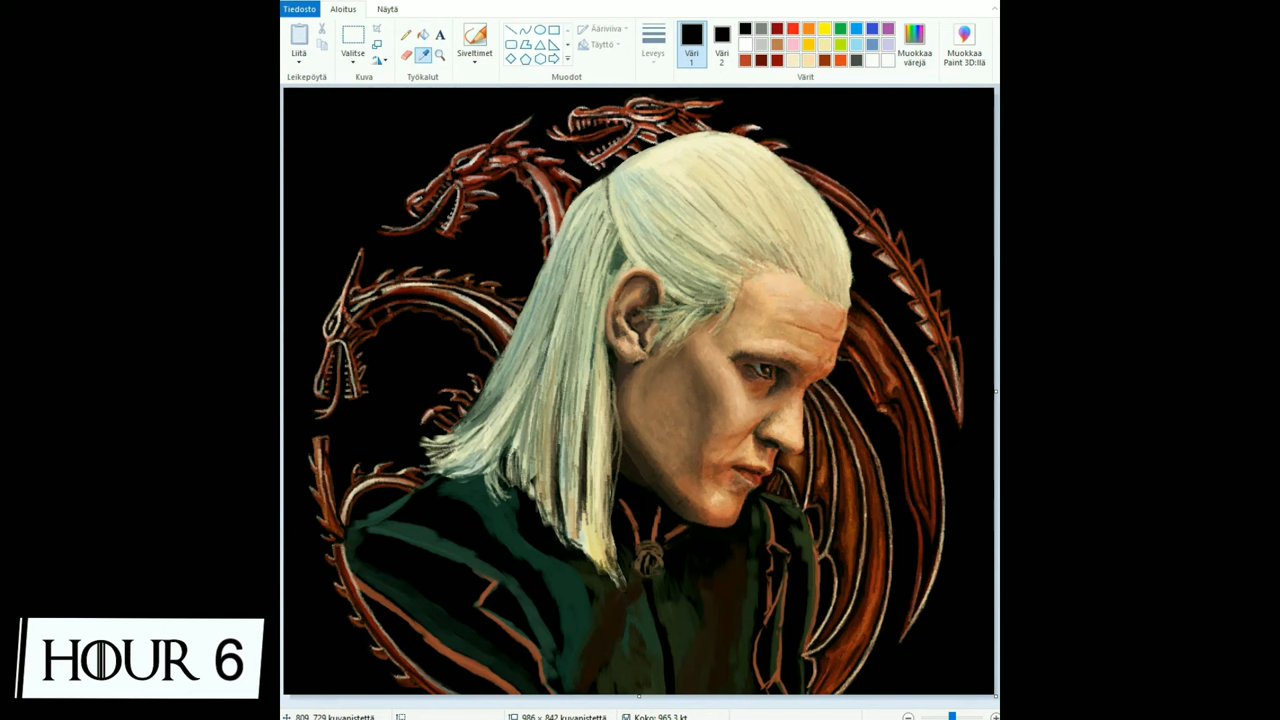 Tiedosto
Aloitus
Näytä
Liitä
Valitse
A
Siveltimet
Ääriviiva
Täyttö
Leveys
Väri
1
Väri
2
Muokkaa
värejä
Muokkaa
Paint 3D:llä
Leikepöytä
Kuva
Työkalut
Muodot
Värit
HOUR 6
809, 729 kuvapistettä
986 × 842 kuvapistettä
Koko: 965,3 kt